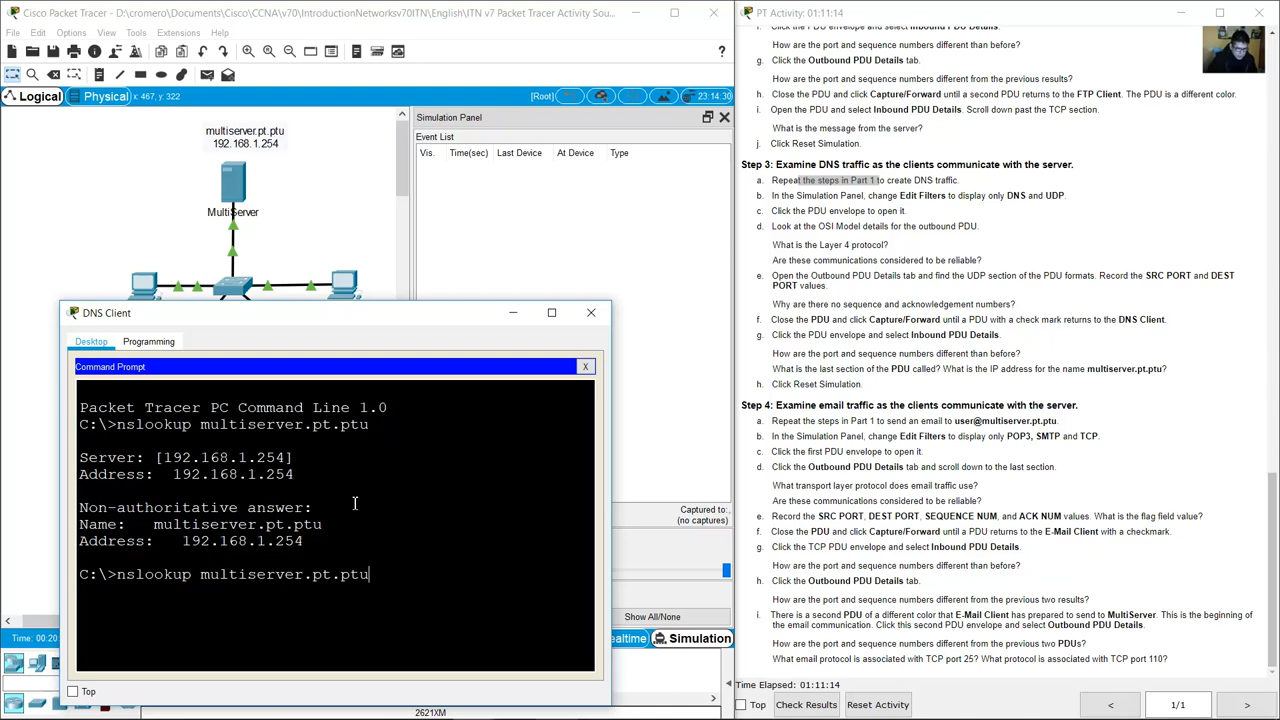 Cisco Packet Tracer - D:\cromero\Documents\Cisco\CCNA\v70\IntroductionNetworksv70ITN\English\ITN v7 Packet Tracer Activity Sou...
File Edit Options View Tools Extensions Help
Logical Physical x: 467, y: 322 [Root] 23:14:30
multiserver.pt.ptu
192.168.1.254
MultiServer
Simulation Panel
Event List
Vis. Time(sec) Last Device At Device Type
Captured to:
(no captures)
Show All/None
Time: 00:20
ealtime Simulation
2621XM
DNS Client
Desktop Programming
Command Prompt X
Packet Tracer PC Command Line 1.0
C:\>nslookup multiserver.pt.ptu
Server: [192.168.1.254]
Address: 192.168.1.254
Non-authoritative answer:
Name: multiserver.pt.ptu
Address: 192.168.1.254
C:\>nslookup multiserver.pt.ptu
Top
PT Activity: 01:11:14
How are the port and sequence numbers different than before?
g. Click the Outbound PDU Details tab.
How are the port and sequence numbers different from the previous results?
h. Close the PDU and click Capture/Forward until a second PDU returns to the FTP Client. The PDU is a different color.
i. Open the PDU and select Inbound PDU Details. Scroll down past the TCP section.
What is the message from the server?
j. Click Reset Simulation.
Step 3: Examine DNS traffic as the clients communicate with the server.
a. Repeat the steps in Part 1 to create DNS traffic.
b. In the Simulation Panel, change Edit Filters to display only DNS and UDP.
c. Click the PDU envelope to open it.
d. Look at the OSI Model details for the outbound PDU.
What is the Layer 4 protocol?
Are these communications considered to be reliable?
e. Open the Outbound PDU Details tab and find the UDP section of the PDU formats. Record the SRC PORT and DEST
PORT values.
Why are there no sequence and acknowledgement numbers?
f. Close the PDU and click Capture/Forward until a PDU with a check mark returns to the DNS Client.
g. Click the PDU envelope and select Inbound PDU Details.
How are the port and sequence numbers different than before?
What is the last section of the PDU called? What is the IP address for the name multiserver.pt.ptu?
h. Click Reset Simulation.
Step 4: Examine email traffic as the clients communicate with the server.
a. Repeat the steps in Part 1 to send an email to user@multiserver.pt.ptu.
b. In the Simulation Panel, change Edit Filters to display only POP3, SMTP and TCP.
c. Click the first PDU envelope to open it.
d. Click the Outbound PDU Details tab and scroll down to the last section.
What transport layer protocol does email traffic use?
Are these communications considered to be reliable?
e. Record the SRC PORT, DEST PORT, SEQUENCE NUM, and ACK NUM values. What is the flag field value?
f. Close the PDU and click Capture/Forward until a PDU returns to the E-Mail Client with a checkmark.
g. Click the TCP PDU envelope and select Inbound PDU Details.
How are the port and sequence numbers different than before?
h. Click the Outbound PDU Details tab.
How are the port and sequence numbers different from the previous two results?
i. There is a second PDU of a different color that E-Mail Client has prepared to send to MultiServer. This is the beginning of
the email communication. Click this second PDU envelope and select Outbound PDU Details.
How are the port and sequence numbers different from the previous two PDUs?
What email protocol is associated with TCP port 25? What protocol is associated with TCP port 110?
Time Elapsed: 01:11:14
Top Check Results Reset Activity < 1/1 >